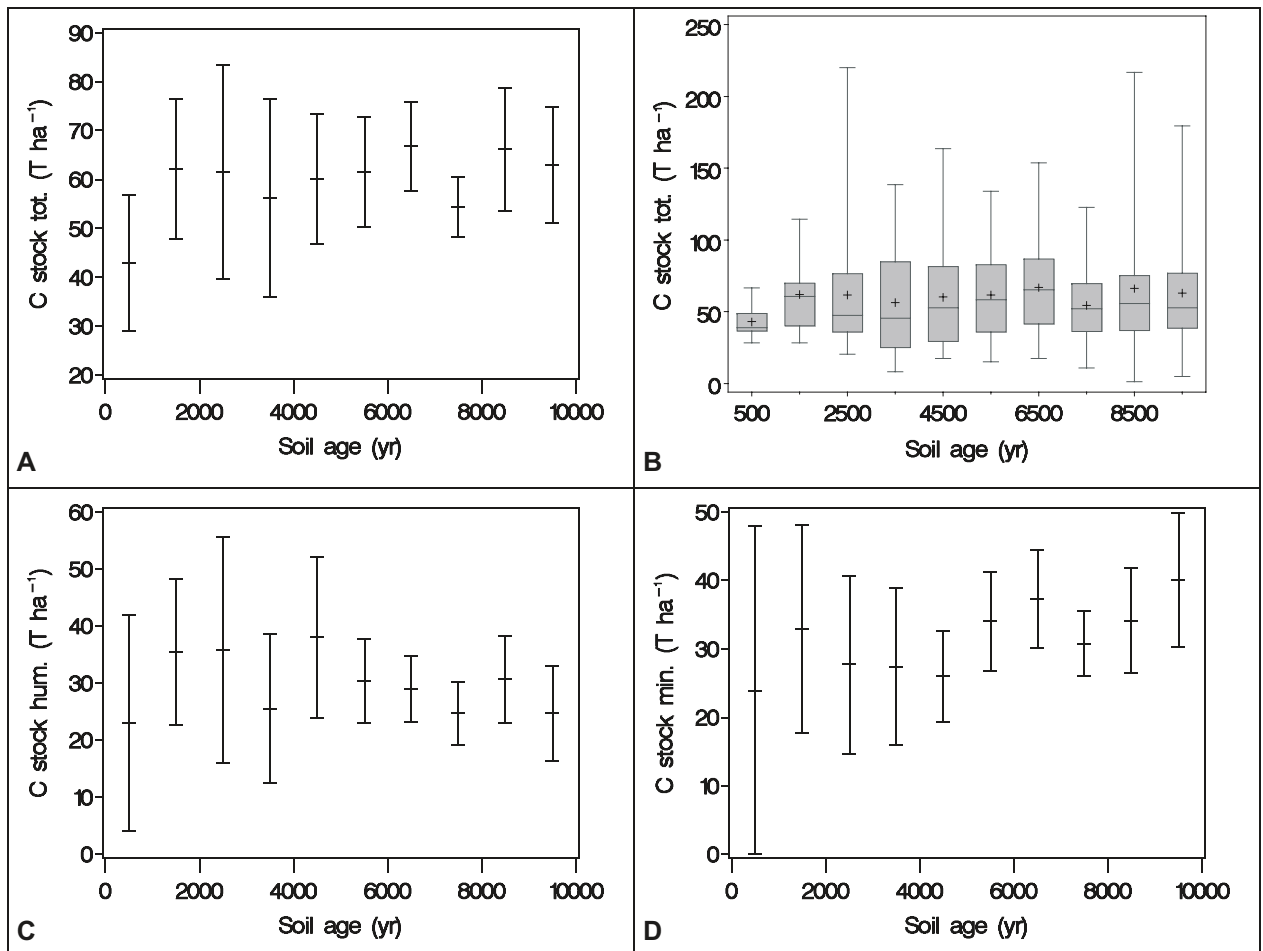 90
80
70
60
50
40
30
20
C stock tot. (T ha⁻¹)
0 2000 4000 6000 8000 10000
Soil age (yr)
A
250
200
150
100
50
0
C stock tot. (T ha⁻¹)
500 2500 4500 6500 8500
Soil age (yr)
B
60
50
40
30
20
10
0
C stock hum. (T ha⁻¹)
0 2000 4000 6000 8000 10000
Soil age (yr)
C
50
40
30
20
10
0
C stock min. (T ha⁻¹)
0 2000 4000 6000 8000 10000
Soil age (yr)
D